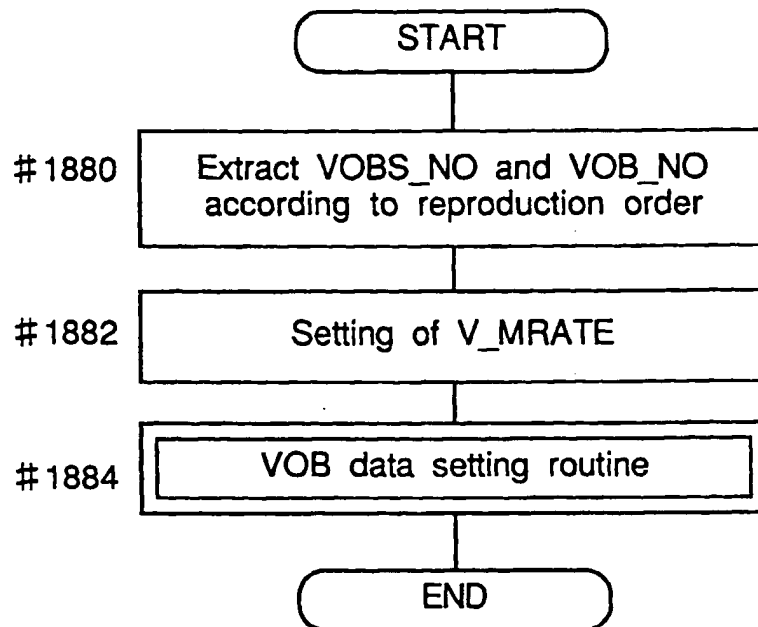 START
#1880
Extract VOBS_NO and VOB_NO
according to reproduction order
#1882
Setting of V_MRATE
#1884
VOB data setting routine
END